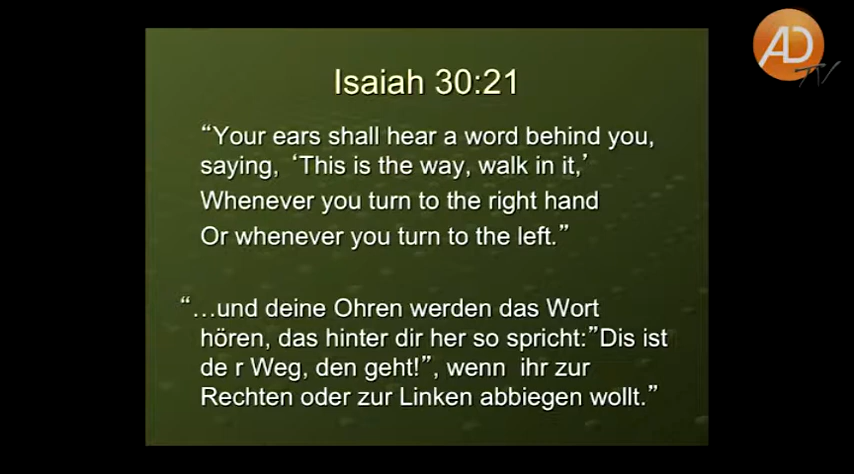 AD
TV
Isaiah 30:21
“Your ears shall hear a word behind you,
saying, ‘This is the way, walk in it,’
Whenever you turn to the right hand
Or whenever you turn to the left.”
“…und deine Ohren werden das Wort
hören, das hinter dir her so spricht:”Dis ist
de r Weg, den geht!”, wenn  ihr zur
Rechten oder zur Linken abbiegen wollt.”